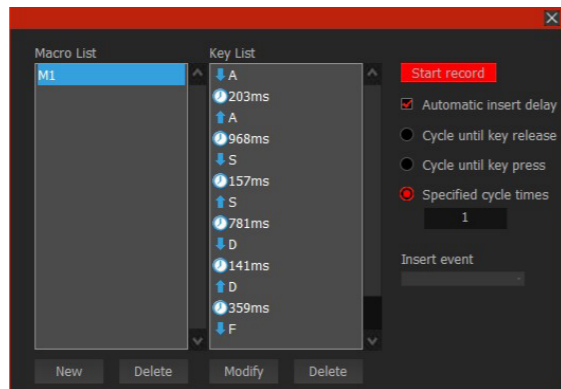 Macro List
M1
New
Delete
Key List
A
203ms
A
968ms
S
157ms
S
781ms
D
141ms
D
359ms
F
Modify
Delete
Start record
Automatic insert delay
Cycle until key release
Cycle until key press
Specified cycle times
1
Insert event